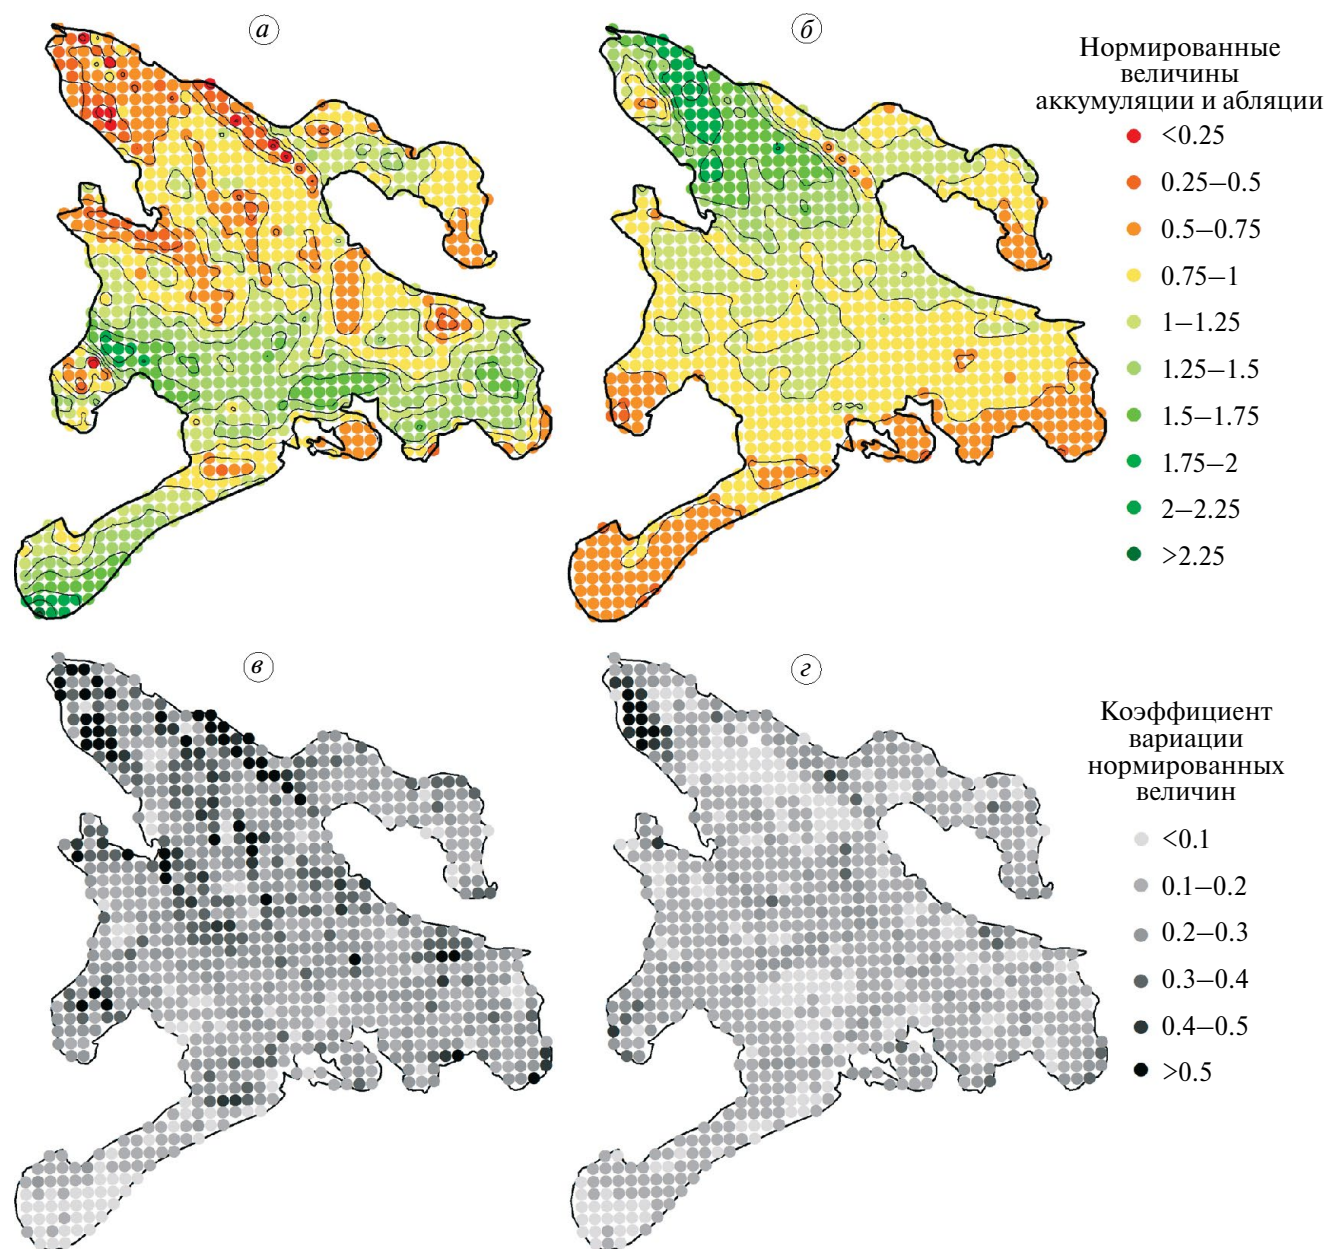 а
б
Нормированные
величины
аккумуляции и абляции
<0.25
0.25–0.5
0.5–0.75
0.75–1
1–1.25
1.25–1.5
1.5–1.75
1.75–2
2–2.25
>2.25
в
г
Коэффициент
вариации
нормированных
величин
<0.1
0.1–0.2
0.2–0.3
0.3–0.4
0.4–0.5
>0.5